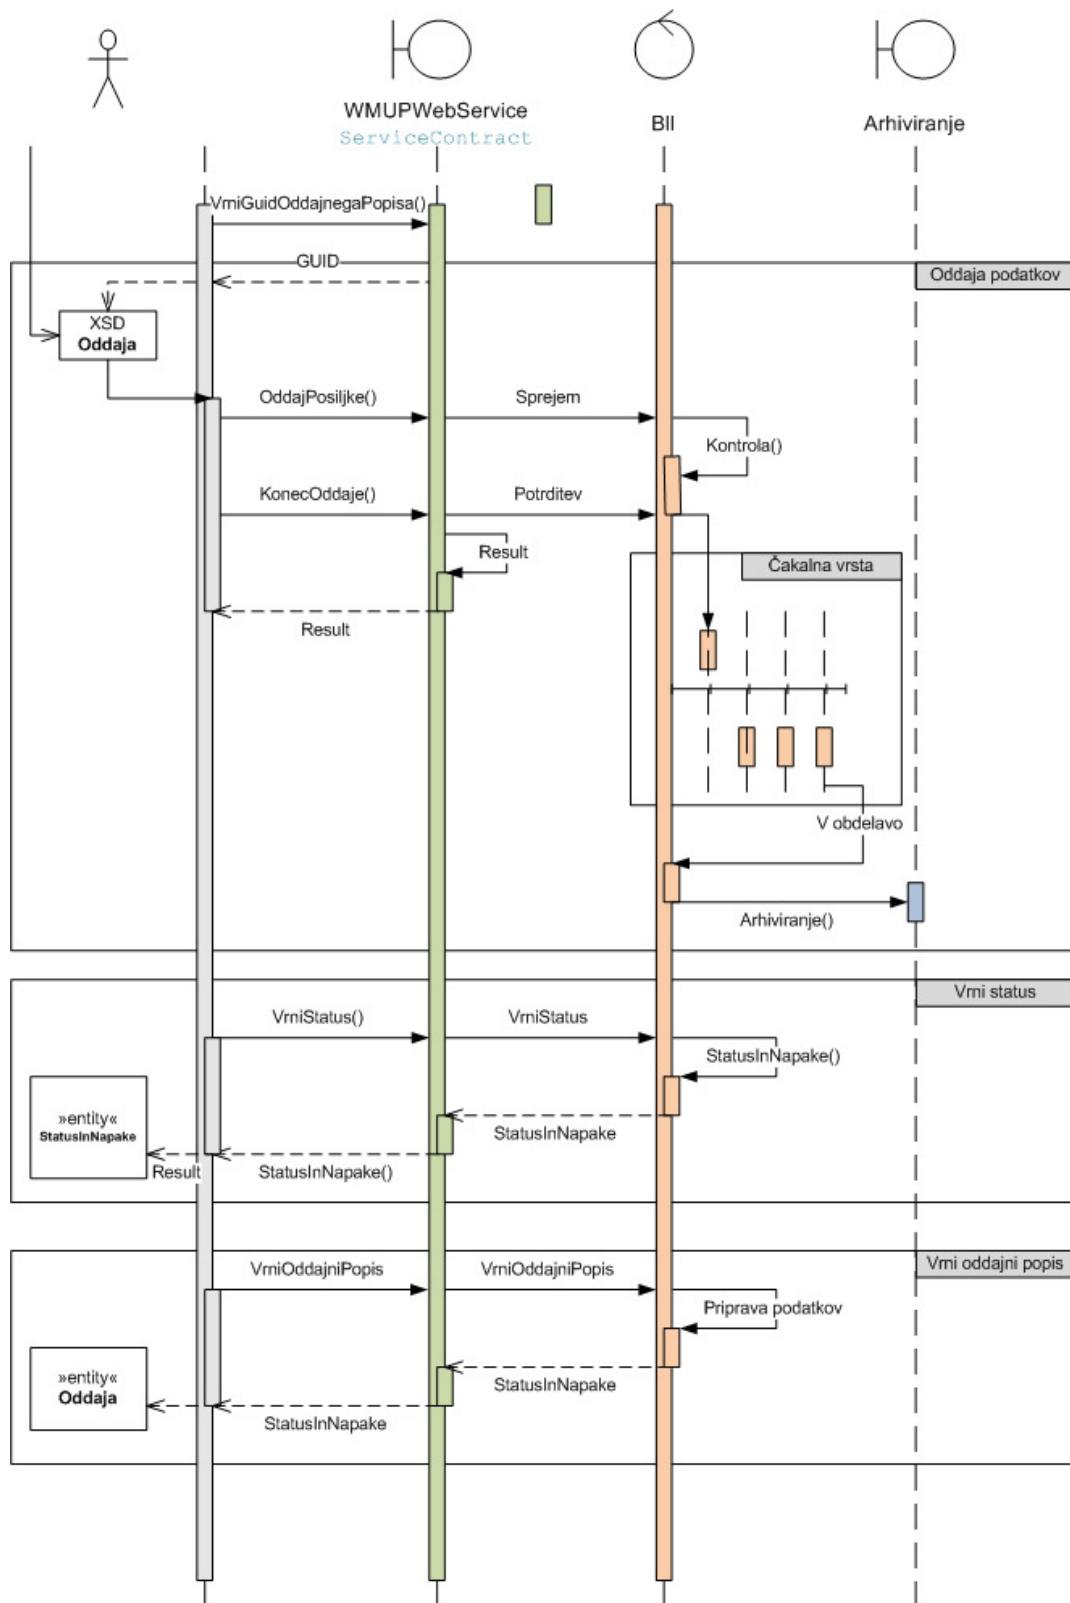 WMUPWebService
ServiceContract
Bll
Arhiviranje
VrniGuidOddajnegaPopisa()
GUID
Oddaja podatkov
XSD
Oddaja
OddajPosiljke()
Sprejem
Kontrola()
KonecOddaje()
Potrditev
Result
Čakalna vrsta
Result
V obdelavo
Arhiviranje()
Vrni status
VrniStatus()
VrniStatus
StatusInNapake()
»entity«
StatusInNapake
StatusInNapake
Result
StatusInNapake()
Vrni oddajni popis
VrniOddajniPopis
VrniOddajniPopis
Priprava podatkov
»entity«
Oddaja
StatusInNapake
StatusInNapake